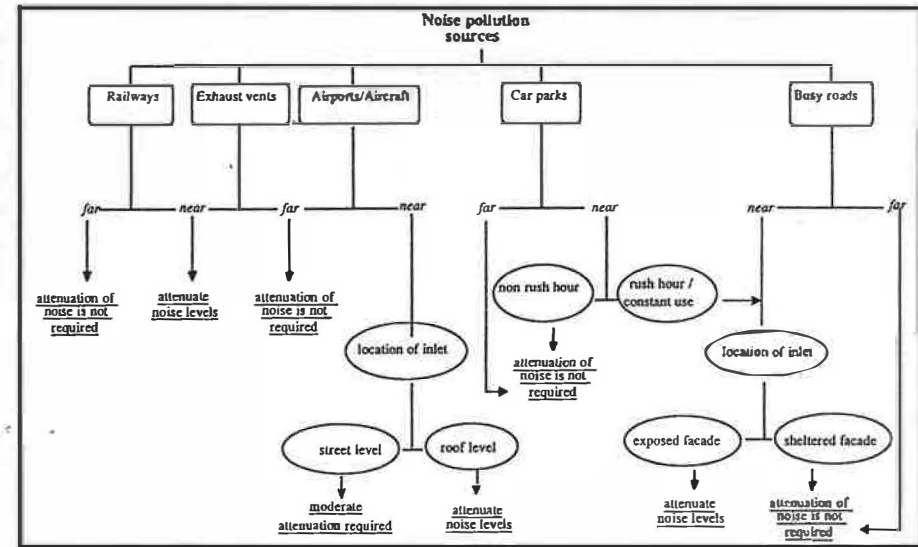 Noise pollution
sources
Railways
Exhaust vents
Airports/Aircraft
Car parks
Busy roads
far
near
far
near
far
near
near
far
attenuation of
noise is not
required
attenuate
noise levels
attenuation of
noise is not
required
non rush hour
rush hour /
constant use
location of inlet
location of inlet
attenuation of
noise is not
required
street level
roof level
exposed facade
sheltered facade
moderate
attenuation required
attenuate
noise levels
attenuate
noise levels
attenuation of
noise is not
required